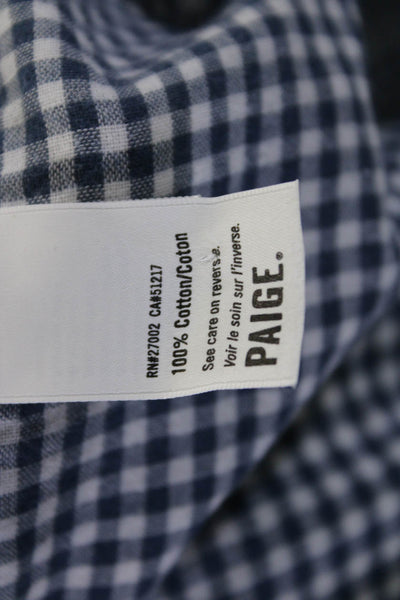 RN#27002 CA#51217
100% Cotton/Coton
See care on reverse.
Voir le soin sur l'inverse.
PAIGE®